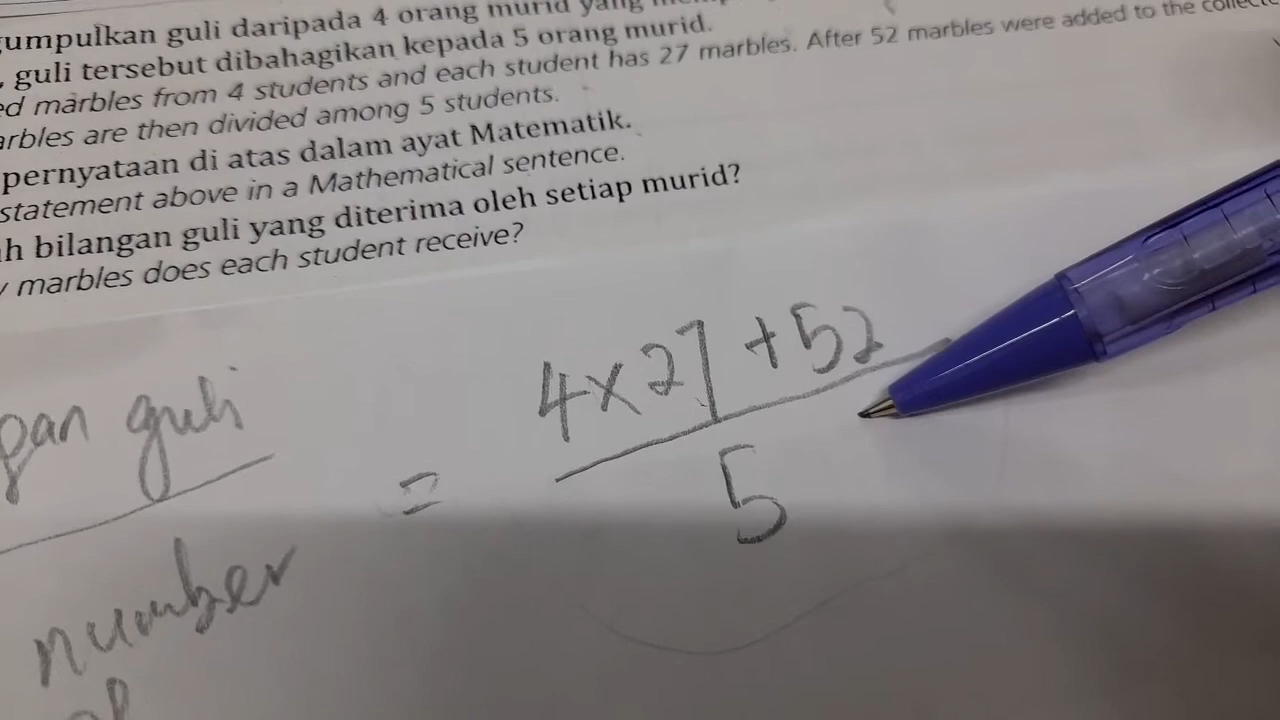 gumpulkan guli daripada 4 orang murid yang
, guli tersebut dibahagikan kepada 5 orang murid.
ed marbles from 4 students and each student has 27 marbles. After 52 marbles were added to the collecte
arbles are then divided among 5 students.
pernyataan di atas dalam ayat Matematik.
statement above in a Mathematical sentence.
h bilangan guli yang diterima oleh setiap murid?
y marbles does each student receive?
pan guli
number
= 4 x 27 + 52
5